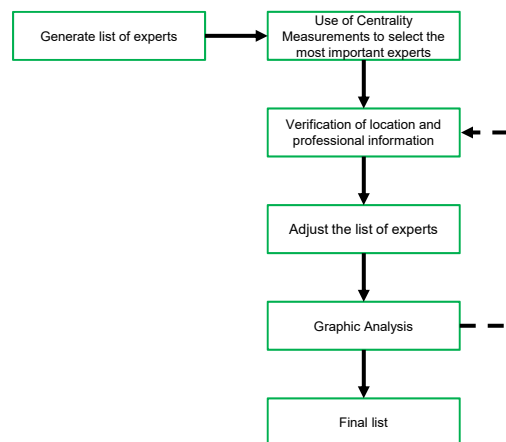 Generate list of experts
Use of Centrality
Measurements to select the
most important experts
Verification of location and
professional information
Adjust the list of experts
Graphic Analysis
Final list